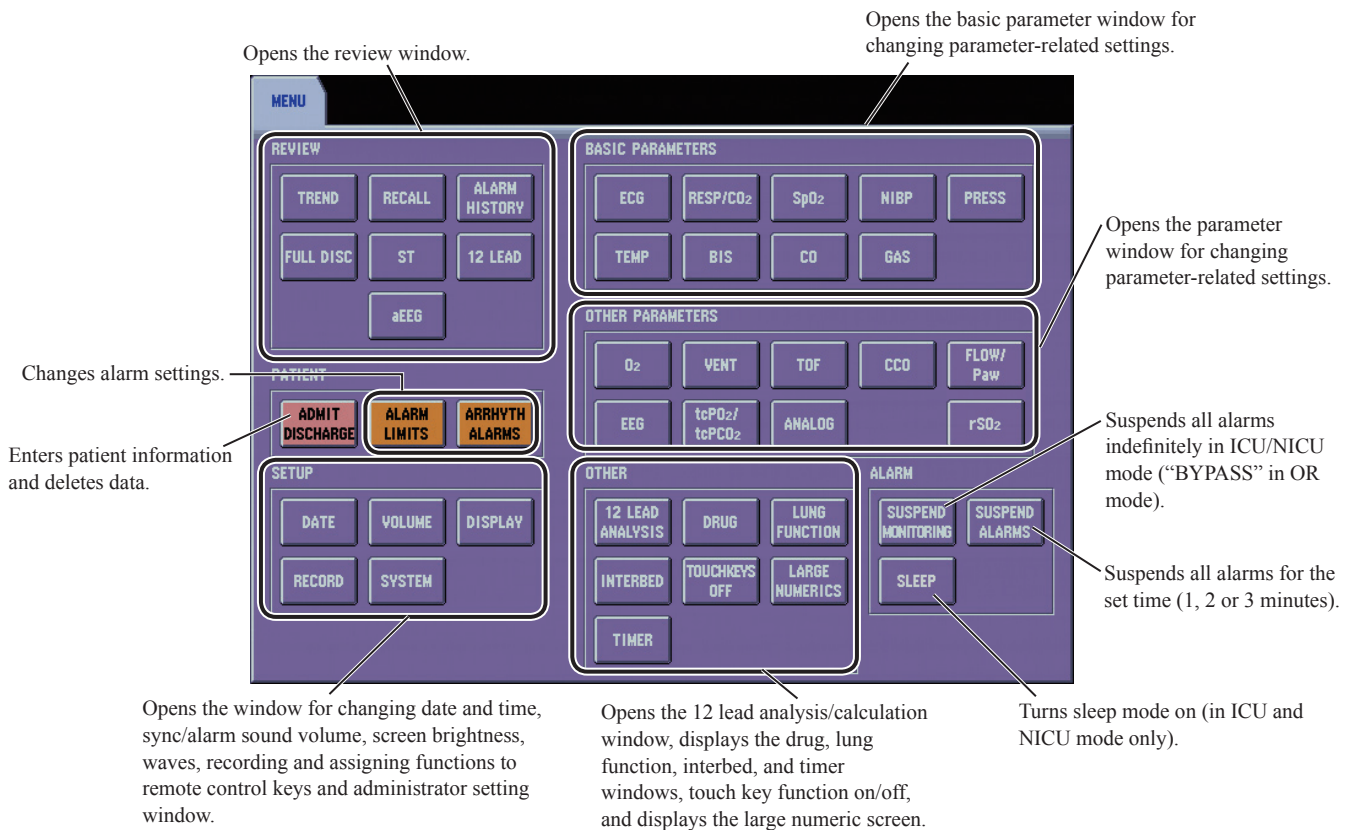 Opens the basic parameter window for
changing parameter-related settings.
Opens the review window.
MENU
REVIEW
TREND
RECALL
ALARM
HISTORY
FULL DISC
ST
12 LEAD
aEEG
BASIC PARAMETERS
ECG
RESP/CO₂
SpO₂
NIBP
PRESS
TEMP
BIS
CO
GAS
Opens the parameter
window for changing
parameter-related settings.
OTHER PARAMETERS
O₂
VENT
TOF
CCO
FLOW/
Paw
EEG
tcPO₂/
tcPCO₂
ANALOG
rSO₂
Changes alarm settings.
PATIENT
ADMIT
DISCHARGE
ALARM
LIMITS
ARRHYTH
ALARMS
Enters patient information
and deletes data.
SETUP
DATE
VOLUME
DISPLAY
RECORD
SYSTEM
OTHER
12 LEAD
ANALYSIS
DRUG
LUNG
FUNCTION
INTERBED
TOUCHKEYS
OFF
LARGE
NUMERICS
TIMER
ALARM
SUSPEND
MONITORING
SUSPEND
ALARMS
SLEEP
Suspends all alarms
indefinitely in ICU/NICU
mode (“BYPASS” in OR
mode).
Suspends all alarms for the
set time (1, 2 or 3 minutes).
Opens the window for changing date and time,
sync/alarm sound volume, screen brightness,
waves, recording and assigning functions to
remote control keys and administrator setting
window.
Opens the 12 lead analysis/calculation
window, displays the drug, lung
function, interbed, and timer
windows, touch key function on/off,
and displays the large numeric screen.
Turns sleep mode on (in ICU and
NICU mode only).